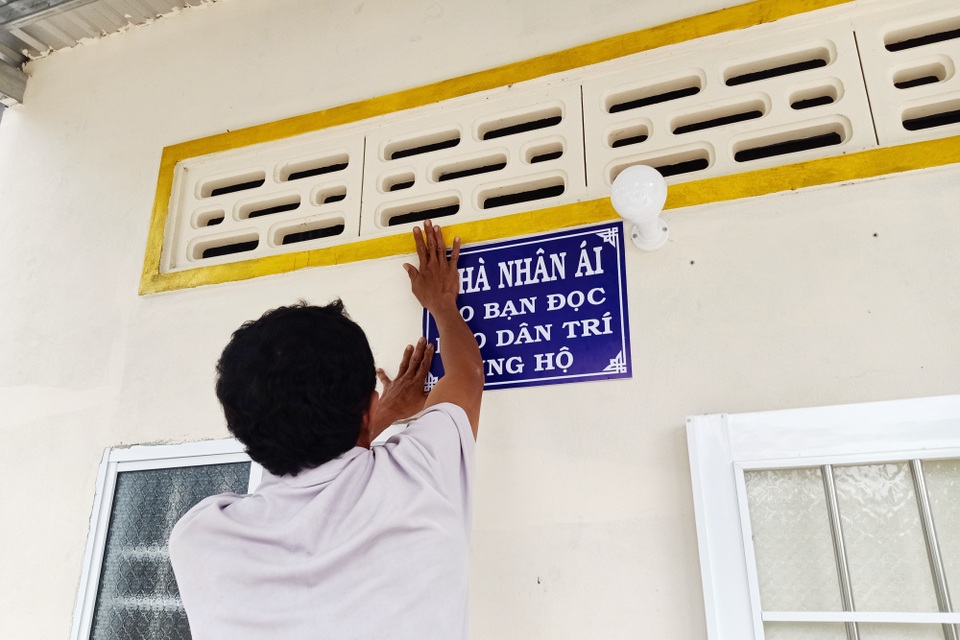 HÀ NHÂN ÁI
O BẠN ĐỌC
O DÂN TRÍ
NG HỘ